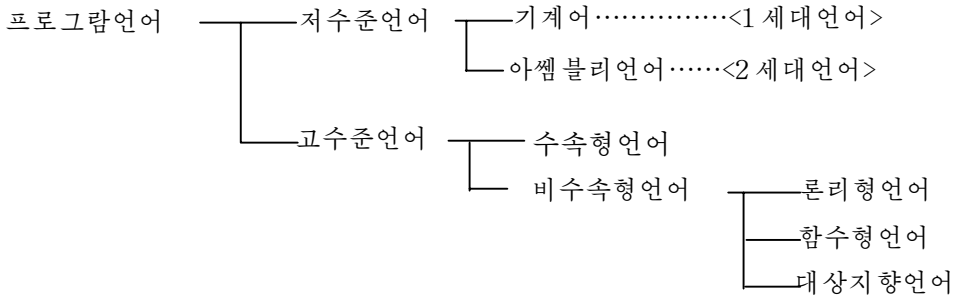 프로그람언어 저수준언어 기계어···············<1 세대언어>
아쎔블리언어······<2 세대언어>
고수준언어 수속형언어
비수속형언어 론리형언어
함수형언어
대상지향언어